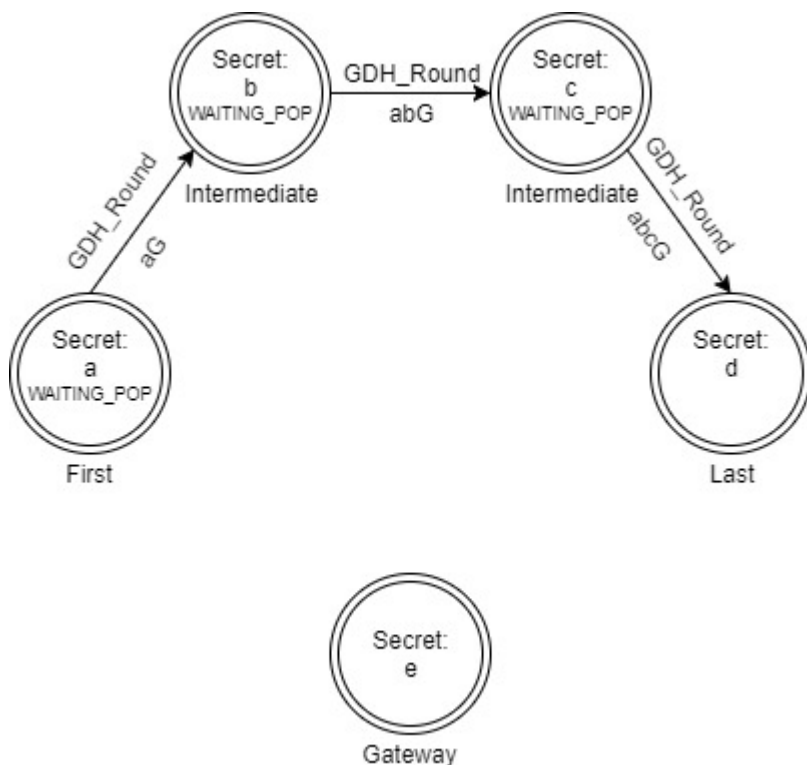 Secret:
b
WAITING_POP
Intermediate
GDH_Round
abG
Secret:
c
WAITING_POP
Intermediate
GDH_Round
aG
GDH_Round
abcG
Secret:
a
WAITING_POP
First
Secret:
d
Last
Secret:
e
Gateway